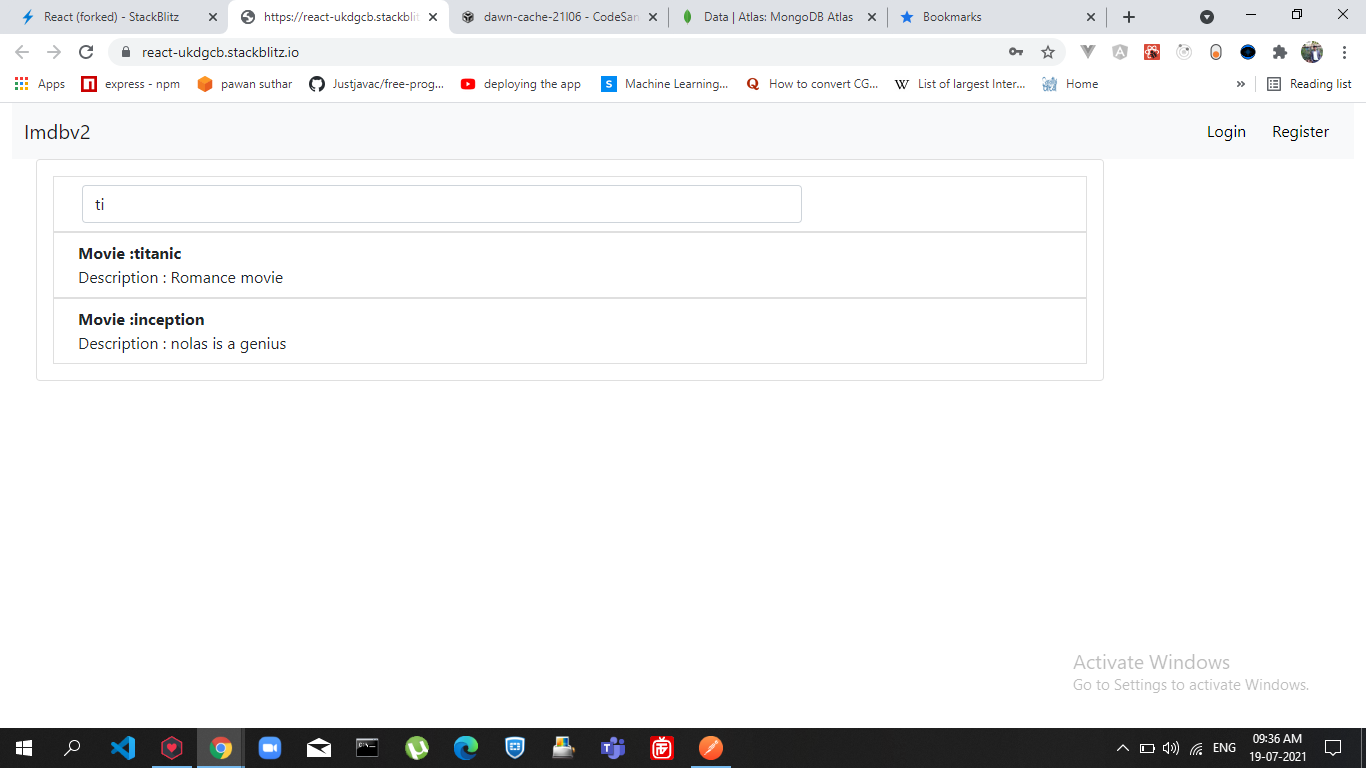 React (forked) - StackBlitz
https://react-ukdgcb.stackblit
dawn-cache-21l06 - CodeSan
Data | Atlas: MongoDB Atlas
Bookmarks
react-ukdgcb.stackblitz.io
Apps
express - npm
pawan suthar
Justjavac/free-prog...
deploying the app
Machine Learning...
How to convert CG...
List of largest Inter...
Home
»
Reading list
Imdbv2
Login
Register
ti
Movie :titanic
Description : Romance movie
Movie :inception
Description : nolas is a genius
Activate Windows
Go to Settings to activate Windows.
ENG
09:36 AM
19-07-2021